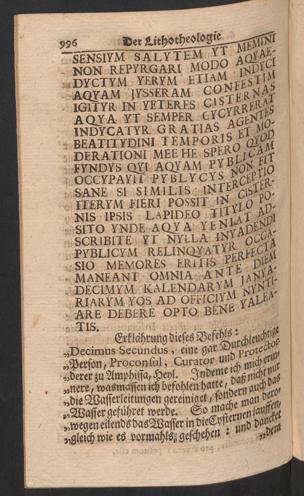 996 Der Lithotheologie
SENSIVM SALVTEM VT MEMINI
NON REPVRGARI MODO AQVAE-
DVCTVM VERVM ETIAM INDVCI
AQVAM JVSSERAM CONFESTIM
IGITVR IN VETERES CISTERNAS
AQVA VT SEMPER CVCVRRERAT
INDVCATVR GRATIAS AGENTES
BEATITVDINI TEMPORIS ET MO-
DERATIONI MEE HE SPERO QVOD
FVNDVS QVI AQVAM PVBLICAM
OCCVPAVIT PVBLYCVS NON FIT
SANE SI SIMILIS INTERCEPTIO
ITERVM FIERI POSSIT IN CISTER-
NIS IPSIS LAPIDEO TITVLO PO-
SITO VNDE AQVA VENIAT AD-
SCRIBITE VT NVLLA INVADENDI
PVBLICVM RELINQVATVR OCCA-
SIO MEMORES ERITIS PERFECTA
MANEANT OMNIA ANTE DIEM
DECIMVM KALENDARVM JANVA-
RIARVM VOS AD OFFICIVM NVNTI-
ARE DEBERE OPTO BENE VALEA-
TIS.
Erklährung dieses Befehls:
„Decimus Secundus, eine gar Durchleuchtige
„Person, Proconsul, Curator und Protector
„derer zu Amphissa, Heyl. Indeme ich mich erin-
„nere, wasmassen ich befohlen hatte, daß nicht nur
„die Wasserleitungen gereiniget, sondern auch das
„Wasser geführet werde. So mache man deros
„wegen eilends das Wasser in die Cysternen lauffen,
„gleich wie es vormahls geschehen: und dancket
„dem